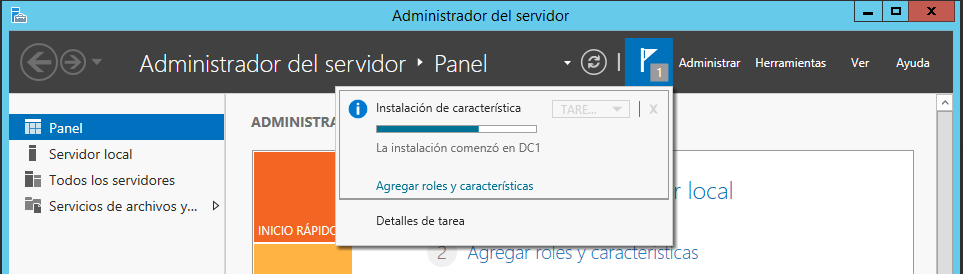 Administrador del servidor
Administrador del servidor ‣ Panel
1
Administrar Herramientas Ver Ayuda
Panel
Servidor local
Todos los servidores
Servicios de archivos y...
ADMINISTRA
Instalación de característica
TARE...
X
La instalación comenzó en DC1
Agregar roles y características
Detalles de tarea
r local
INICIO RÁPIDO
2 Agregar roles y características